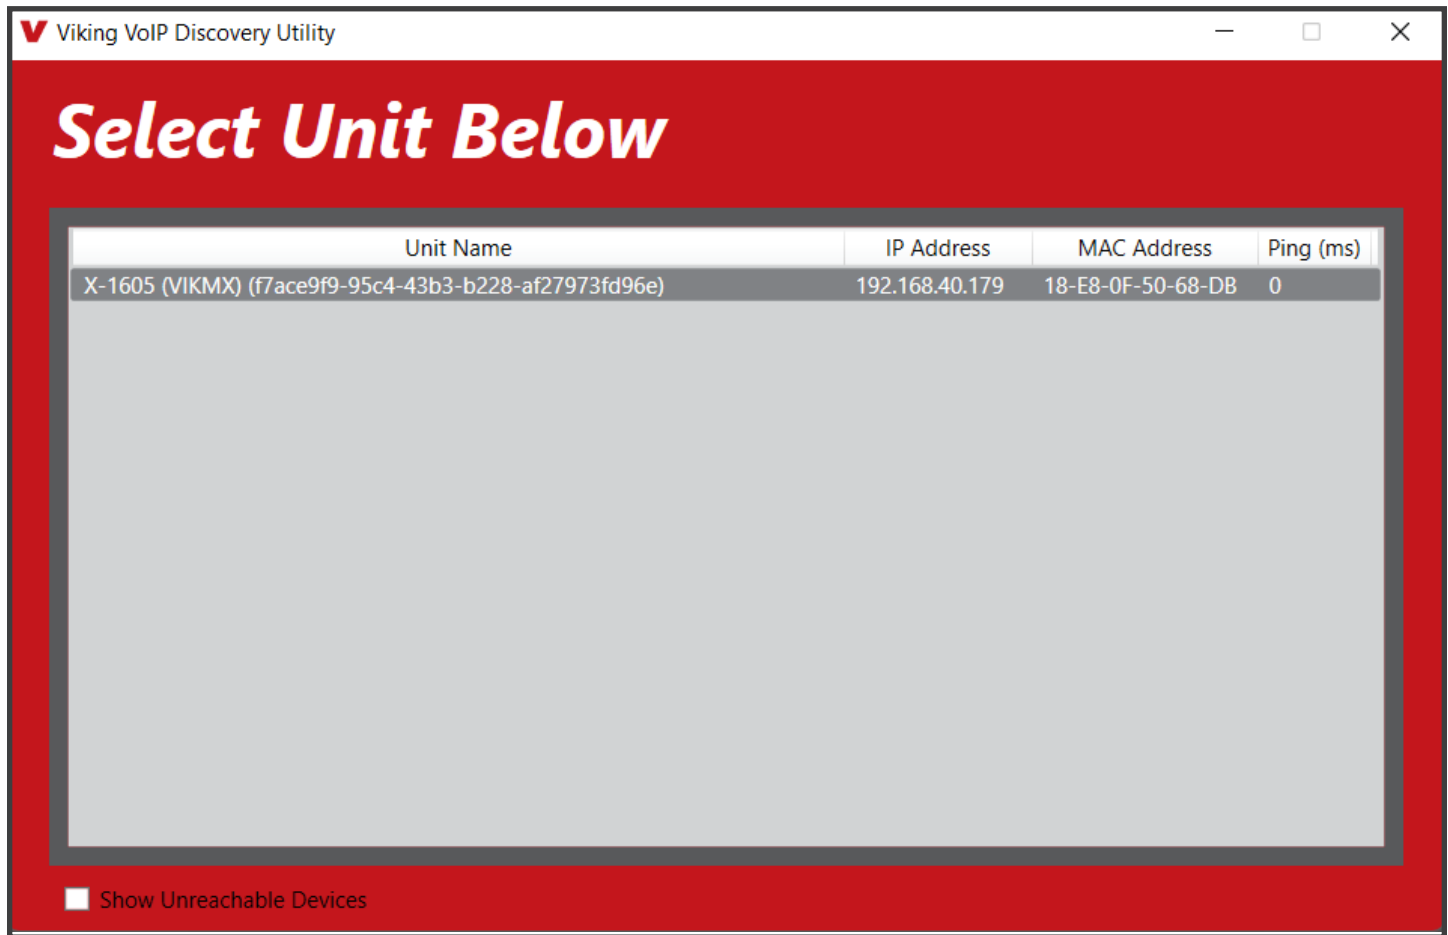 Viking VoIP Discovery Utility
Select Unit Below
Unit Name IP Address MAC Address Ping (ms)
X-1605 (VIKMX) (f7ace9f9-95c4-43b3-b228-af27973fd96e) 192.168.40.179 18-E8-0F-50-68-DB 0
Show Unreachable Devices